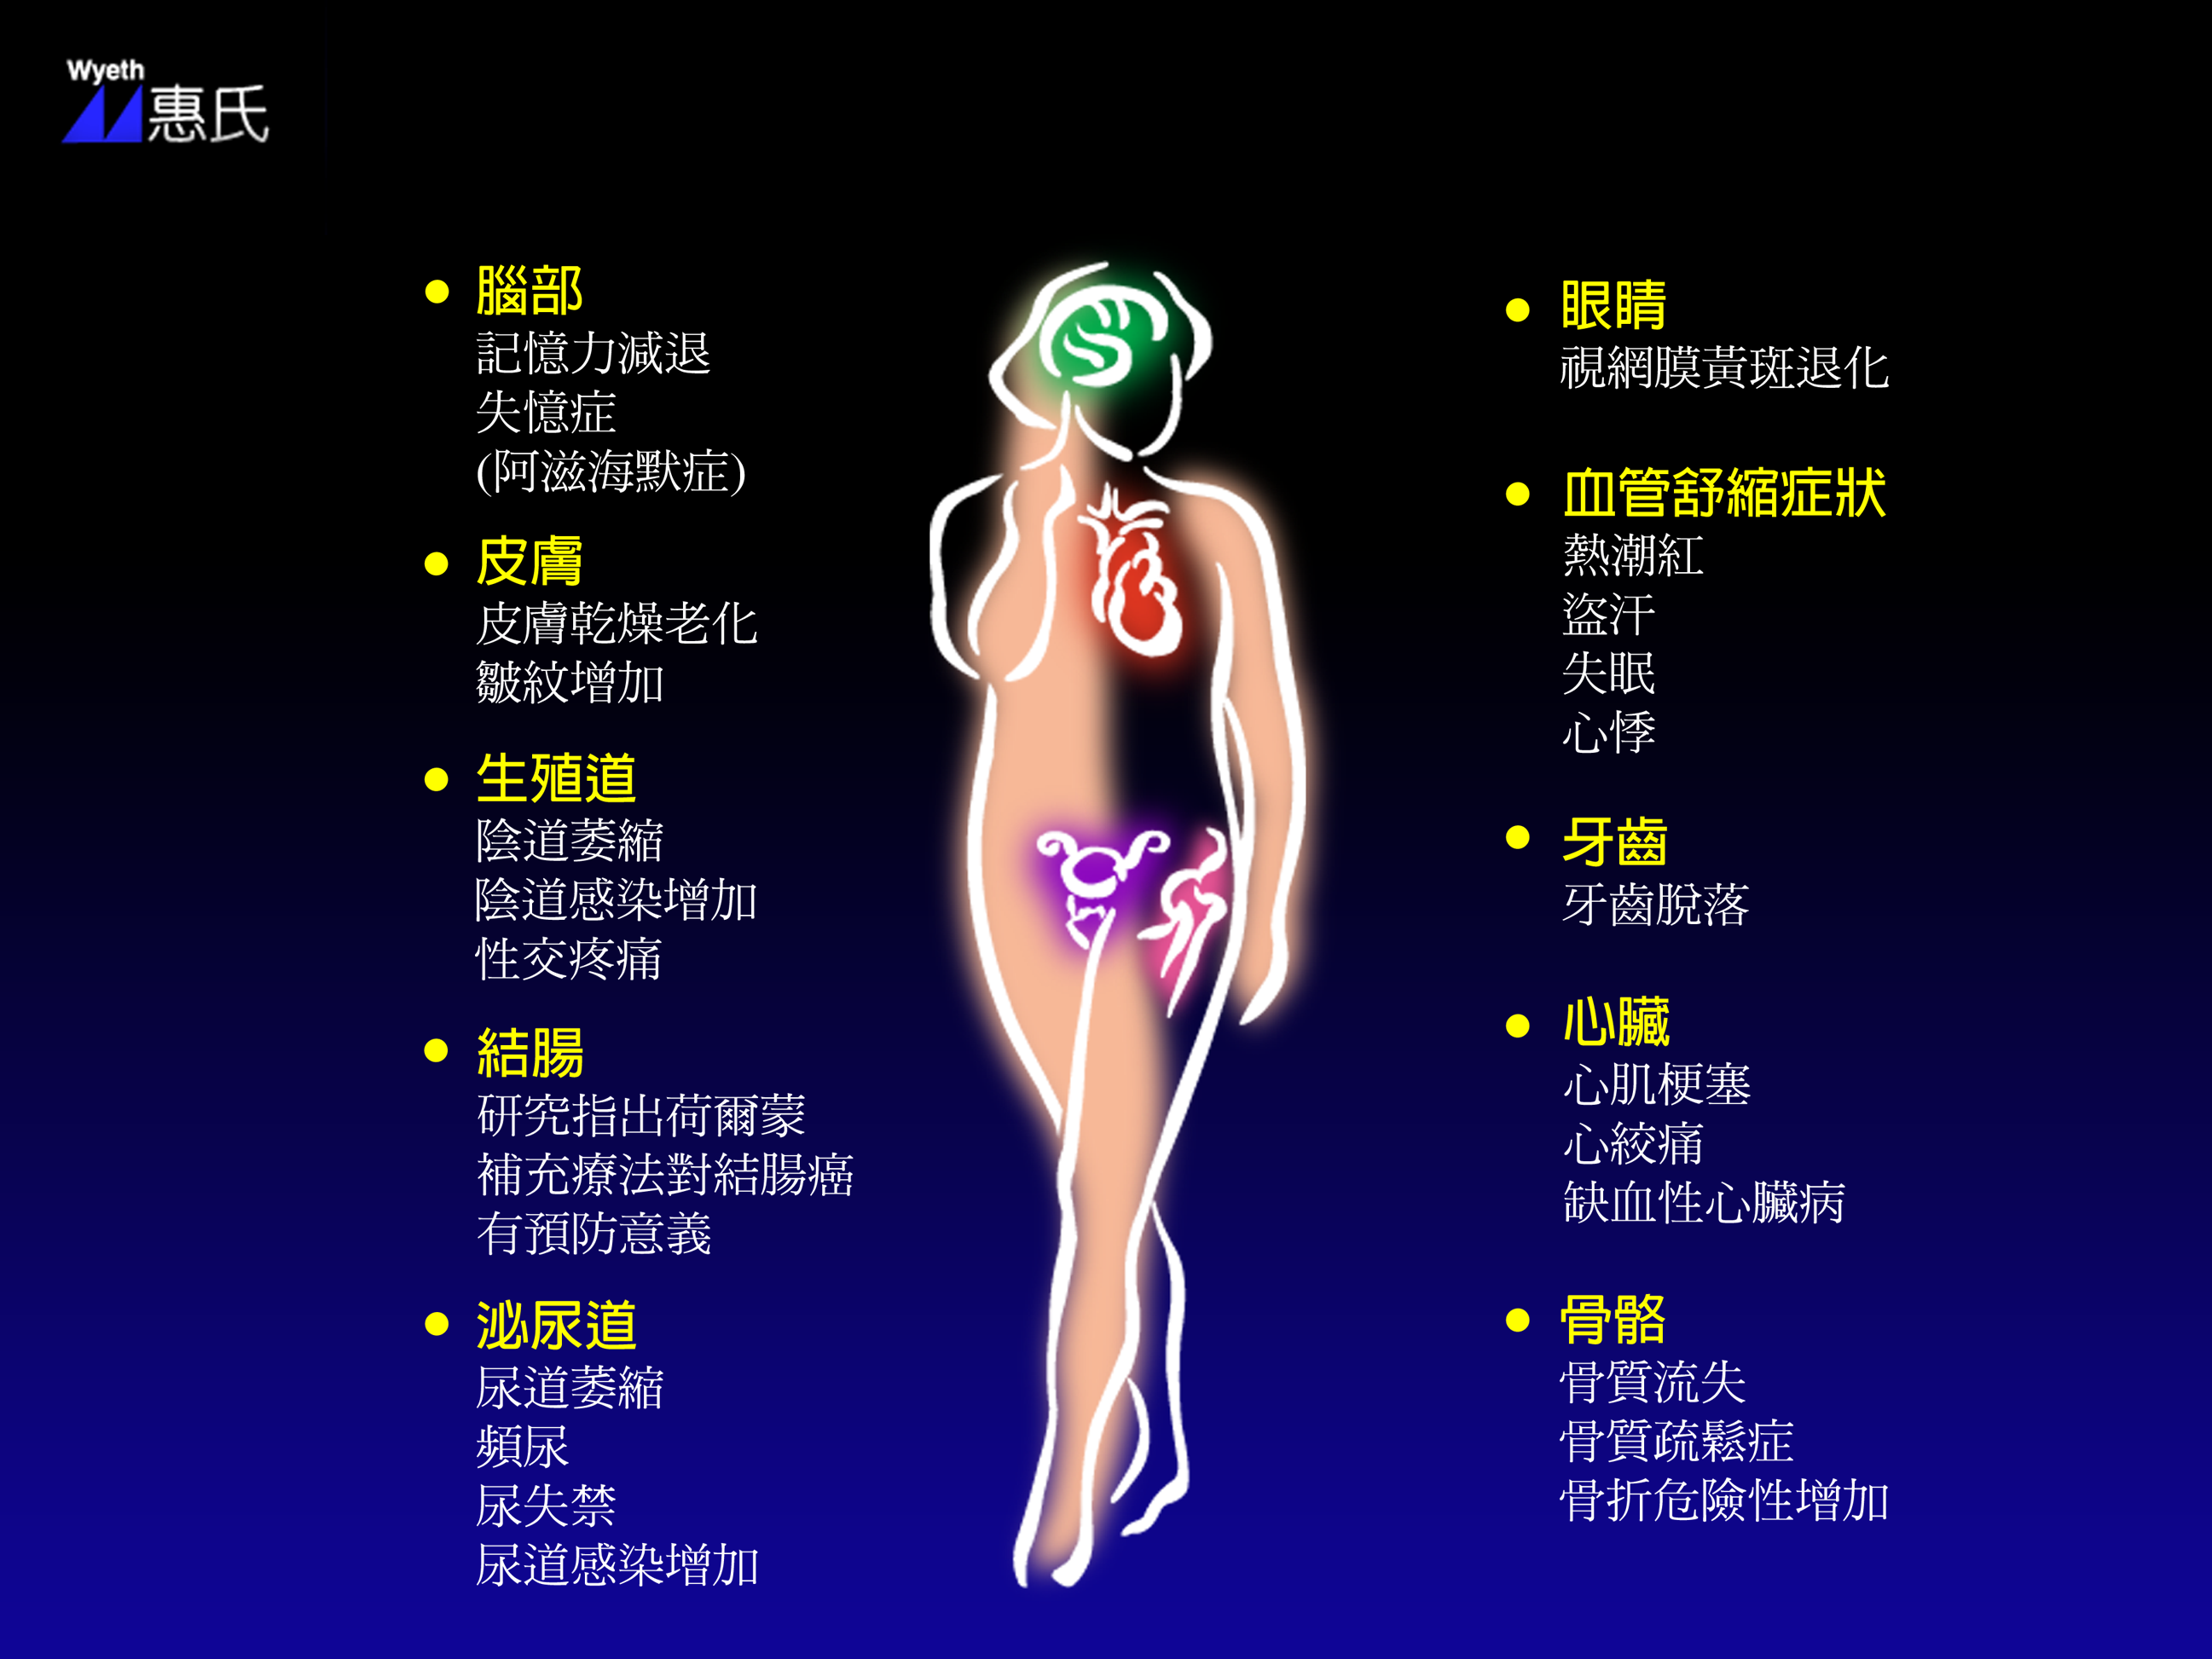 Wyeth
惠氏
腦部
記憶力減退
失憶症
(阿滋海默症)
皮膚
皮膚乾燥老化
皺紋增加
生殖道
陰道萎縮
陰道感染增加
性交疼痛
結腸
研究指出荷爾蒙
補充療法對結腸癌
有預防意義
泌尿道
尿道萎縮
頻尿
尿失禁
尿道感染增加
眼睛
視網膜黃斑退化
血管舒縮症狀
熱潮紅
盜汗
失眠
心悸
牙齒
牙齒脫落
心臟
心肌梗塞
心絞痛
缺血性心臟病
骨骼
骨質流失
骨質疏鬆症
骨折危險性增加